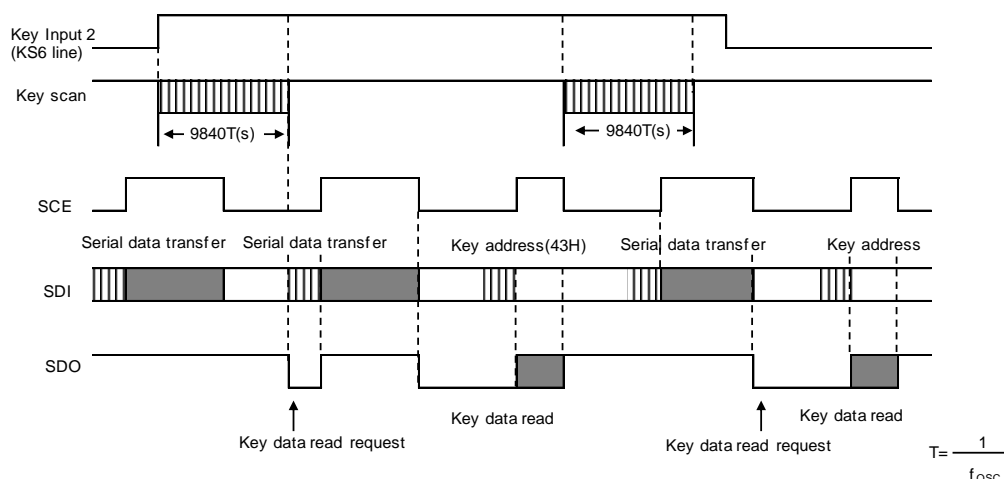 Key Input 2
(KS6 line)
Key scan
9840T(s)
9840T(s)
SCE
Serial data transfer
Serial data transfer
Key address(43H)
Serial data transfer
Key address
SDI
SDO
Key data read
Key data read
Key data read request
Key data read request
T= 1
fosc